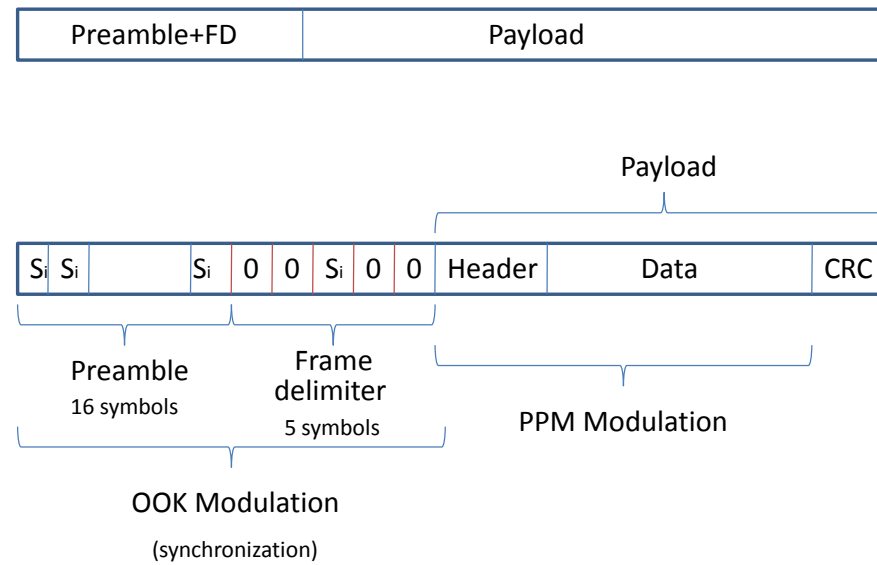 Preamble+FD Payload
Payload
Si Si Si 0 0 Si 0 0 Header Data CRC
Preamble
16 symbols
Frame
delimiter
5 symbols
PPM Modulation
OOK Modulation
(synchronization)